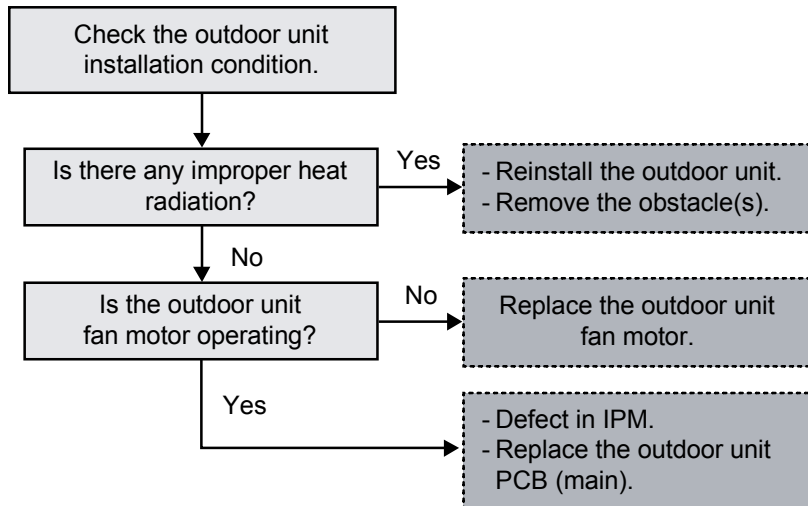 Check the outdoor unit
installation condition.
Is there any improper heat
radiation?
Yes
- Reinstall the outdoor unit.
- Remove the obstacle(s).
No
Is the outdoor unit
fan motor operating?
No
Replace the outdoor unit
fan motor.
Yes
- Defect in IPM.
- Replace the outdoor unit
PCB (main).